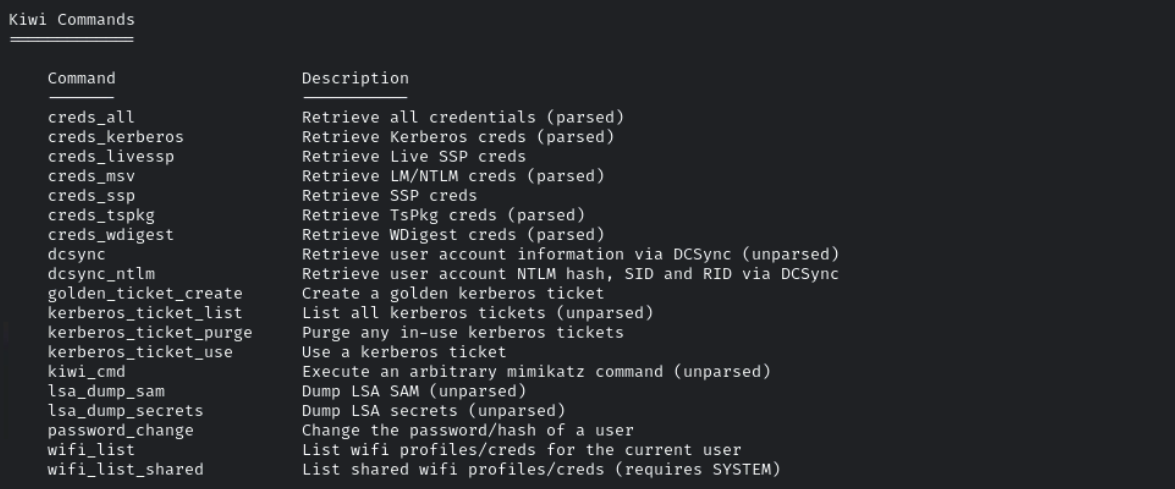 Kiwi Commands
=============
Command Description
------- -----------
creds_all Retrieve all credentials (parsed)
creds_kerberos Retrieve Kerberos creds (parsed)
creds_livessp Retrieve Live SSP creds
creds_msv Retrieve LM/NTLM creds (parsed)
creds_ssp Retrieve SSP creds
creds_tspkg Retrieve TsPkg creds (parsed)
creds_wdigest Retrieve WDigest creds (parsed)
dcsync Retrieve user account information via DCSync (unparsed)
dcsync_ntlm Retrieve user account NTLM hash, SID and RID via DCSync
golden_ticket_create Create a golden kerberos ticket
kerberos_ticket_list List all kerberos tickets (unparsed)
kerberos_ticket_purge Purge any in-use kerberos tickets
kerberos_ticket_use Use a kerberos ticket
kiwi_cmd Execute an arbitrary mimikatz command (unparsed)
lsa_dump_sam Dump LSA SAM (unparsed)
lsa_dump_secrets Dump LSA secrets (unparsed)
password_change Change the password/hash of a user
wifi_list List wifi profiles/creds for the current user
wifi_list_shared List shared wifi profiles/creds (requires SYSTEM)